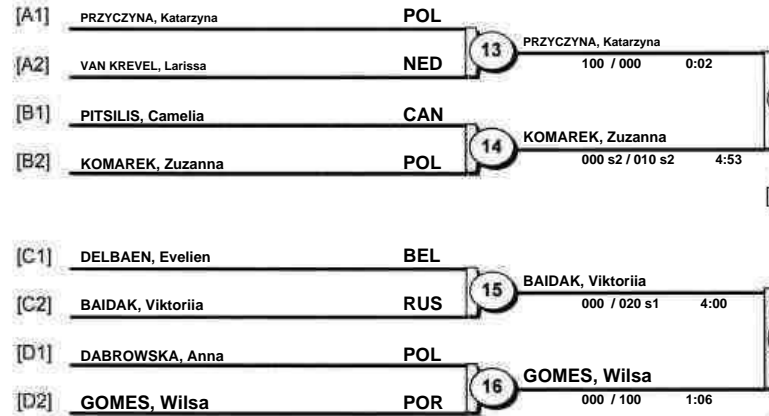 [A1] PRZYCZYNA, Katarzyna POL
[A2] VAN KREVEL, Larissa NED
13 PRZYCZYNA, Katarzyna
100 / 000 0:02
[B1] PITSILIS, Camelia CAN
[B2] KOMAREK, Zuzanna POL
14 KOMAREK, Zuzanna
000 s2 / 010 s2 4:53
[C1] DELBAEN, Evelien BEL
[C2] BAIDAK, Viktoriia RUS
15 BAIDAK, Viktoriia
000 / 020 s1 4:00
[D1] DABROWSKA, Anna POL
[D2] GOMES, Wilsa POR
16 GOMES, Wilsa
000 / 100 1:06